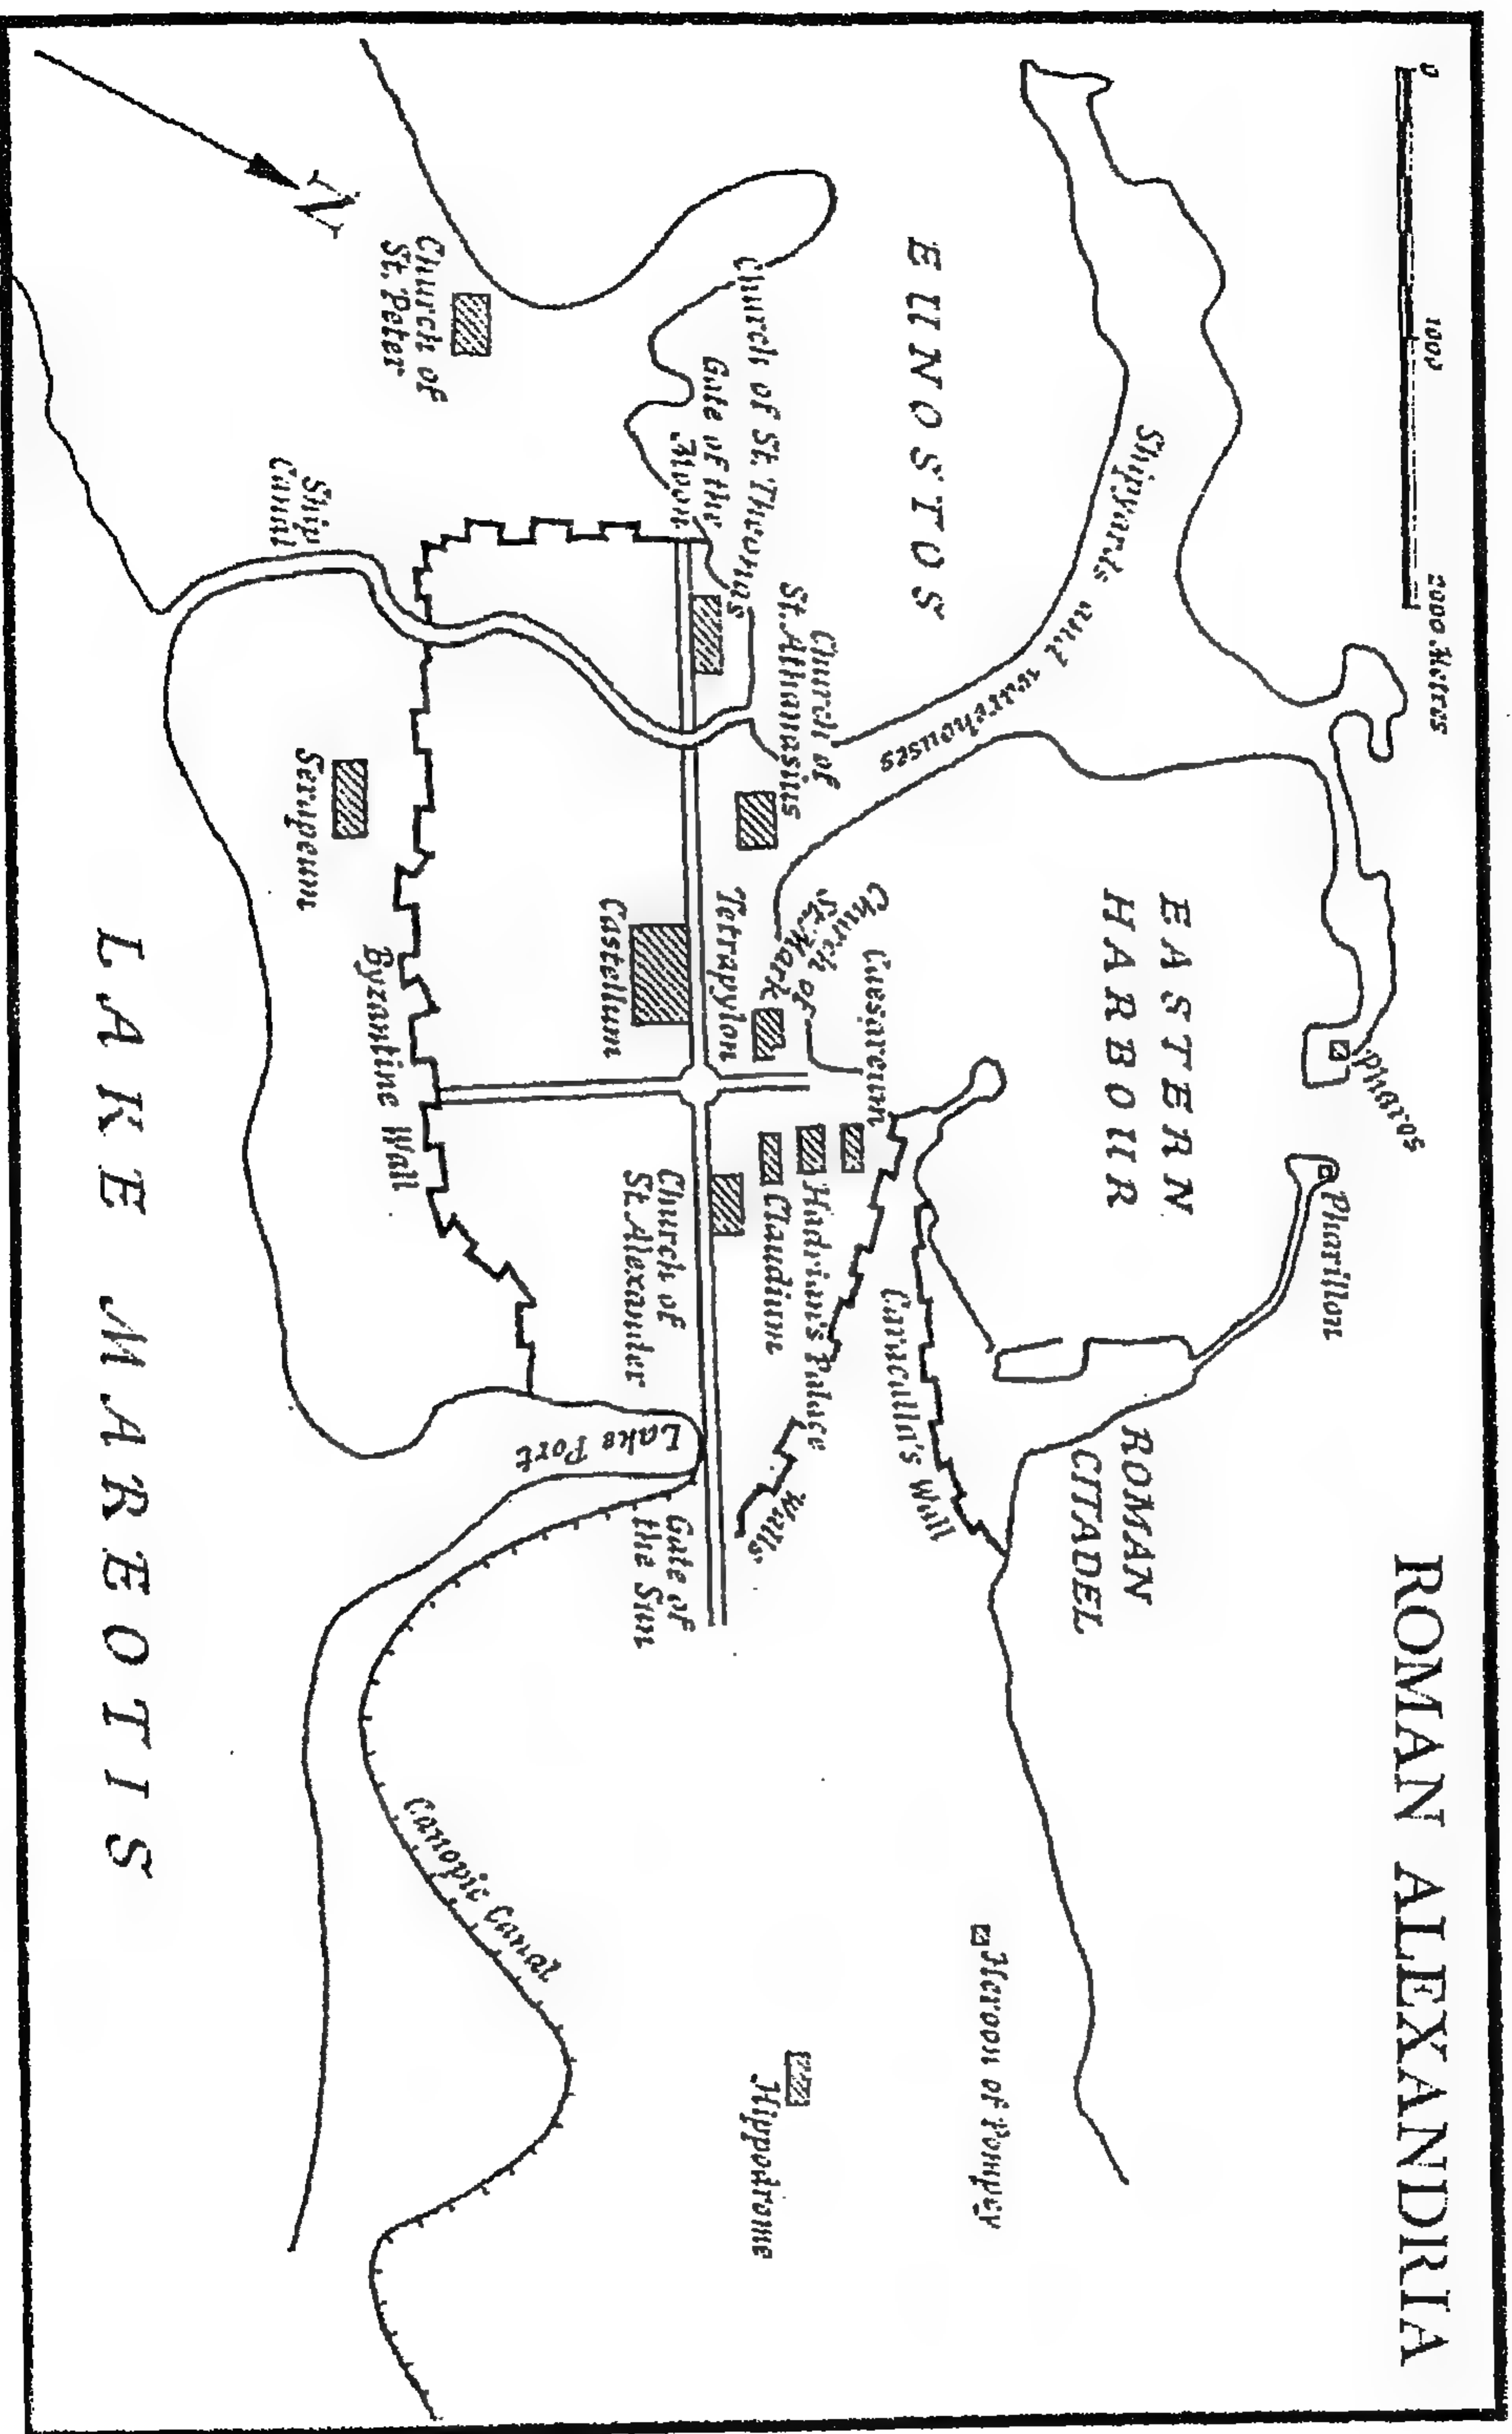 ROMAN ALEXANDRIA
0 1000 2000 Metres
Pharos
Pharillon
EASTERN
HARBOUR
ROMAN
CITADEL
Shipyards and warehouses
EUNOSTOS
Heroon of Pompey
Caesareum
Caracalla's Wall
Church of
St. Mark
Church of
St. Athanasius
Hadrian's Palace
Walls
Claudium
Hippodrome
Church of St. Theonas
Gate of the
Moon
Tetrapylon
Church of
St. Alexander
Gate of
the Sun
Castellum
Lake Port
Church of
St. Peter
Canopic Canal
Byzantine Wall
N
Ship
Canal
Serapeum
LAKE MAREOTIS